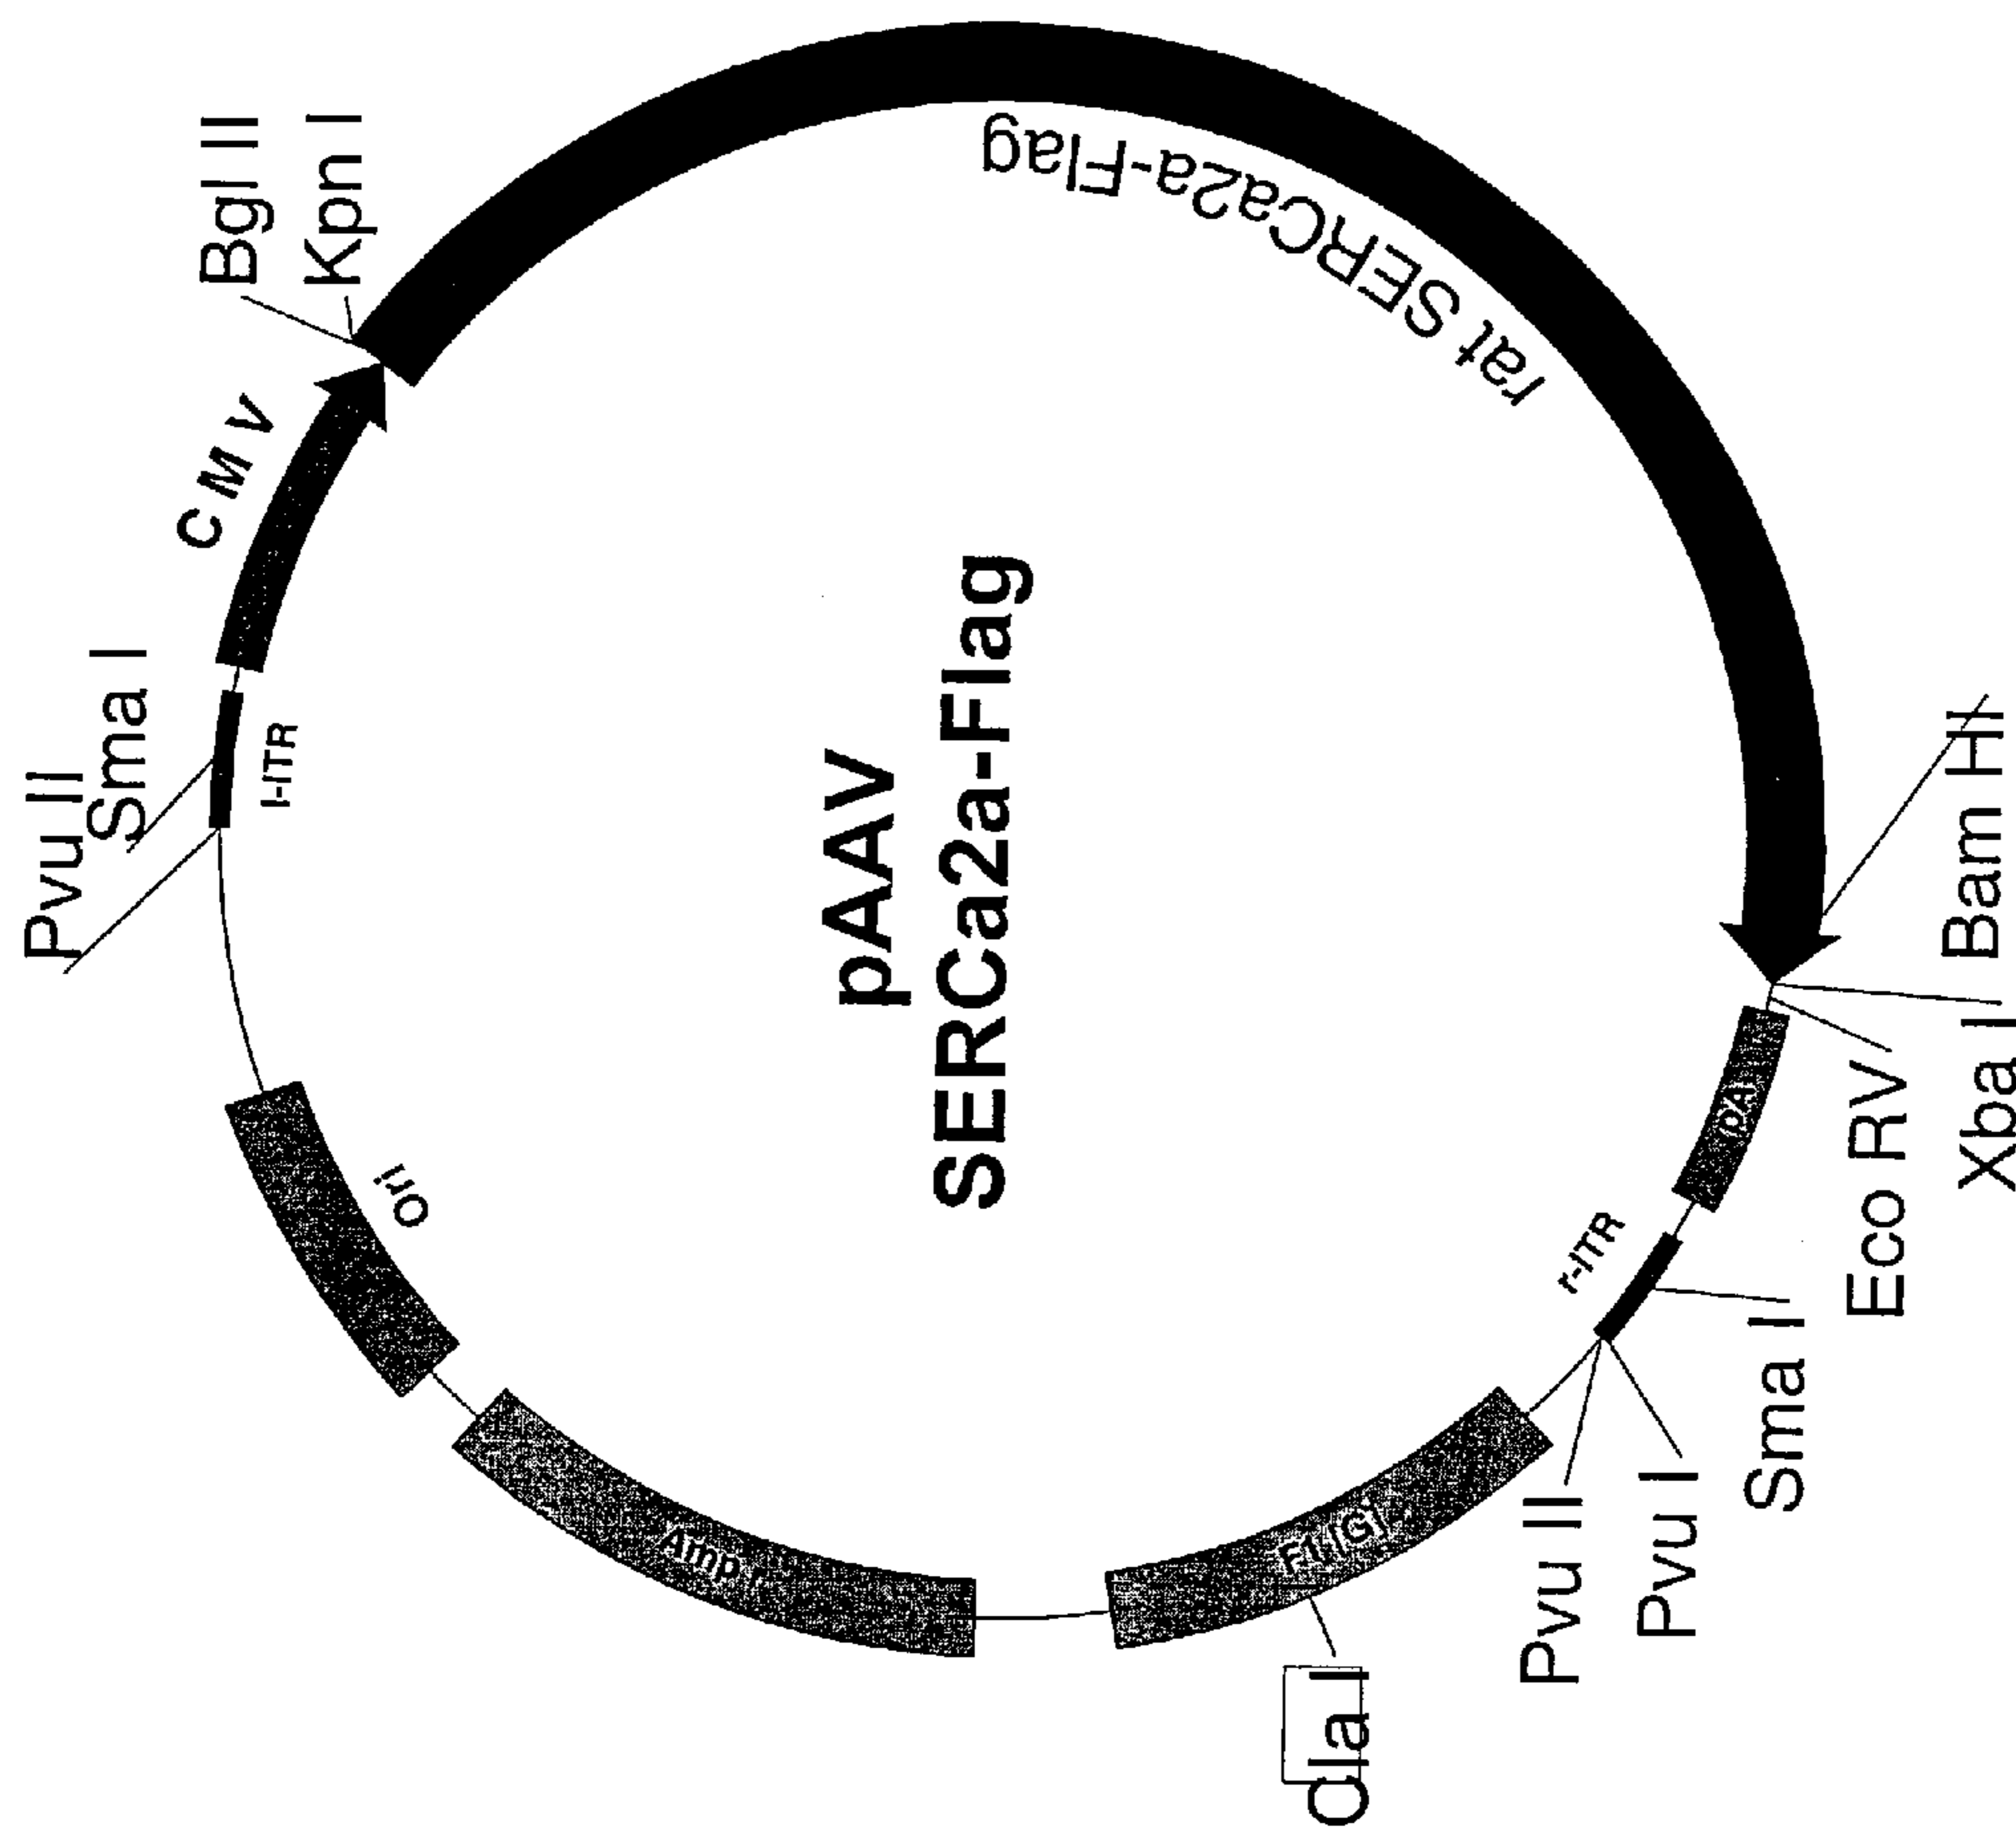 pAAV
SERCa2a-Flag
Pvu II
Sma I
l-ITR
C M V
Bgl II
Kpn I
rat SERCa2a-Flag
Bam HI
Xba I
Eco RV
pA
r-ITR
Sma I
Pvu I
Pvu II
F1 (G)
Cla I
Amp r
Ori